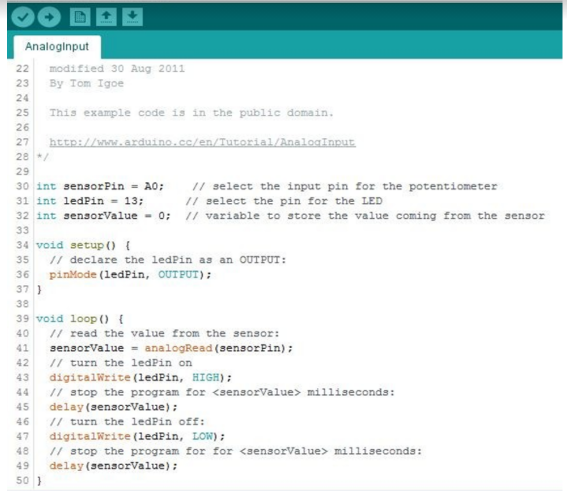 AnalogInput
22 modified 30 Aug 2011
23 By Tom Igoe
24
25 This example code is in the public domain.
26
27 http://www.arduino.cc/en/Tutorial/AnalogInput
28 */
29
30 int sensorPin = A0; // select the input pin for the potentiometer
31 int ledPin = 13; // select the pin for the LED
32 int sensorValue = 0; // variable to store the value coming from the sensor
33
34 void setup() {
35 // declare the ledPin as an OUTPUT:
36 pinMode(ledPin, OUTPUT);
37 }
38
39 void loop() {
40 // read the value from the sensor:
41 sensorValue = analogRead(sensorPin);
42 // turn the ledPin on
43 digitalWrite(ledPin, HIGH);
44 // stop the program for <sensorValue> milliseconds:
45 delay(sensorValue);
46 // turn the ledPin off:
47 digitalWrite(ledPin, LOW);
48 // stop the program for for <sensorValue> milliseconds:
49 delay(sensorValue);
50 }